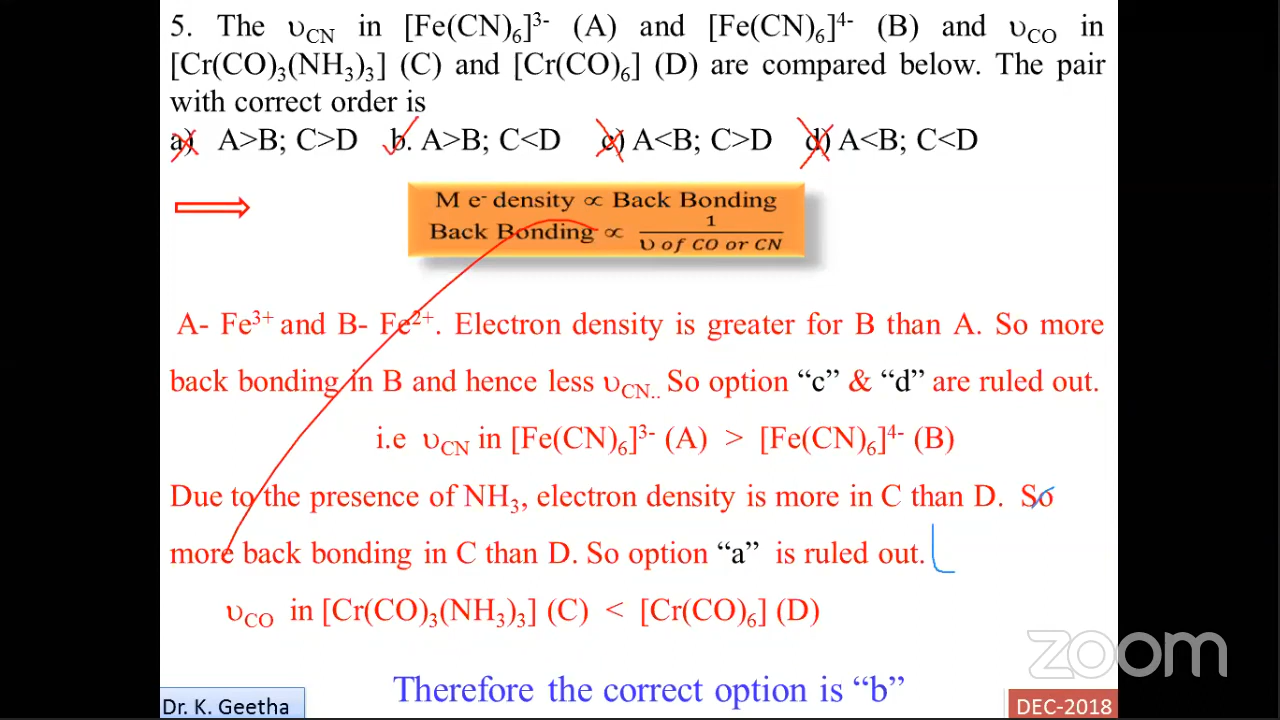 5. The υCN in [Fe(CN)6]3- (A) and [Fe(CN)6]4- (B) and υCO in
[Cr(CO)3(NH3)3] (C) and [Cr(CO)6] (D) are compared below. The pair
with correct order is
a) A>B; C>D b. A>B; C<D c) A<B; C>D d) A<B; C<D
M e- density ∝ Back Bonding
Back Bonding ∝ 1 / υ of CO or CN
A- Fe3+ and B- Fe2+. Electron density is greater for B than A. So more
back bonding in B and hence less υCN.. So option “c” & “d” are ruled out.
i.e υCN in [Fe(CN)6]3- (A) > [Fe(CN)6]4- (B)
Due to the presence of NH3, electron density is more in C than D. So
more back bonding in C than D. So option “a” is ruled out.
υCO in [Cr(CO)3(NH3)3] (C) < [Cr(CO)6] (D)
zoom
Therefore the correct option is “b”
Dr. K. Geetha
DEC-2018